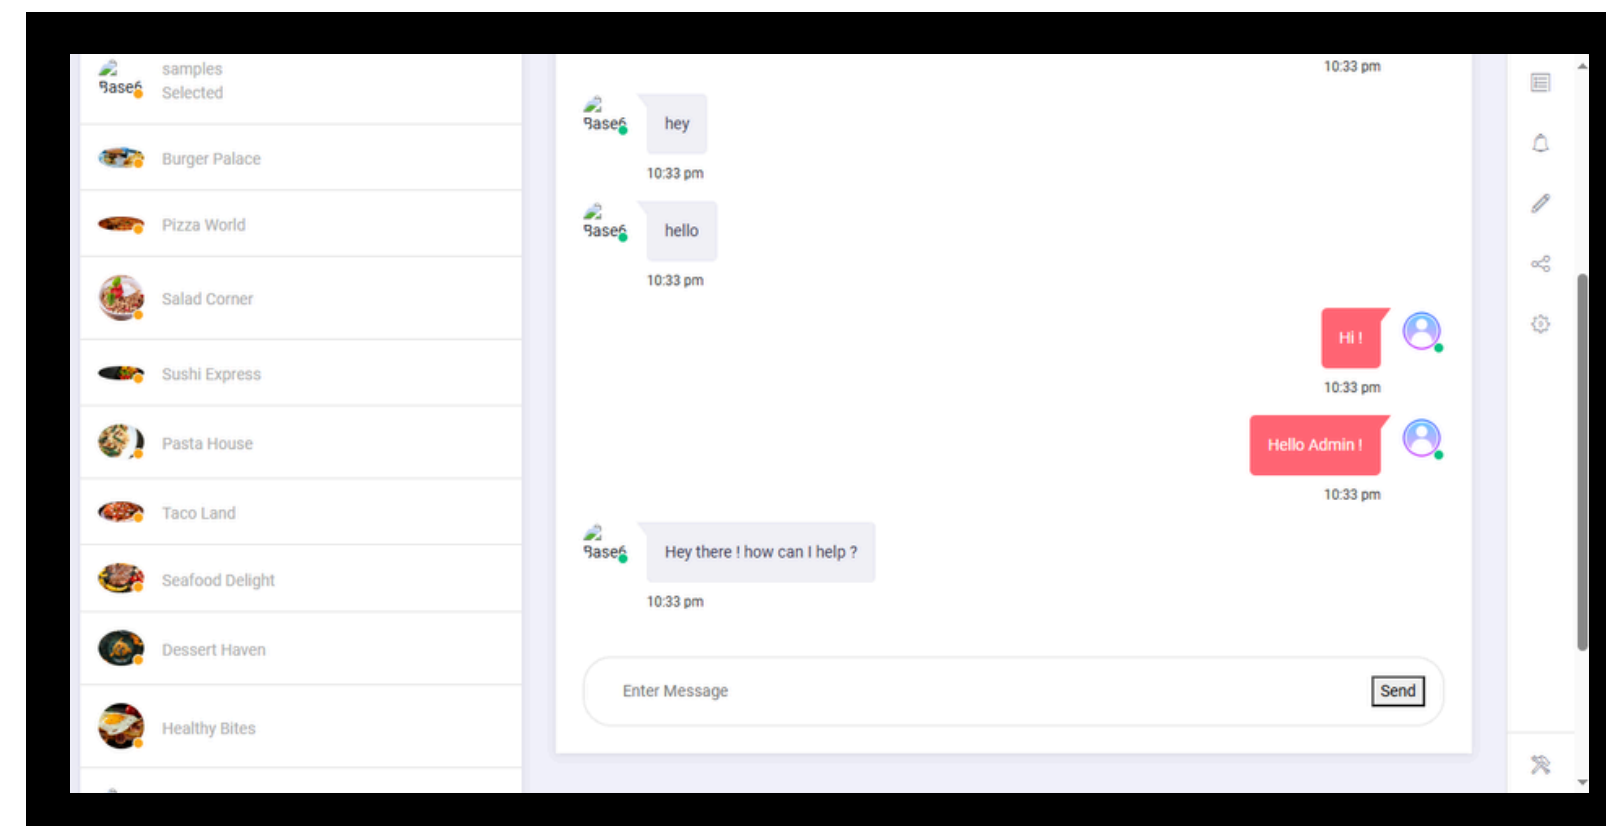 samples
Base6
Selected
Burger Palace
Pizza World
Salad Corner
Sushi Express
Pasta House
Taco Land
Seafood Delight
Dessert Haven
Healthy Bites
10:33 pm
Base6
hey
10:33 pm
Base6
hello
10:33 pm
Hi !
10:33 pm
Hello Admin !
10:33 pm
Base6
Hey there ! how can I help ?
10:33 pm
Enter Message
Send